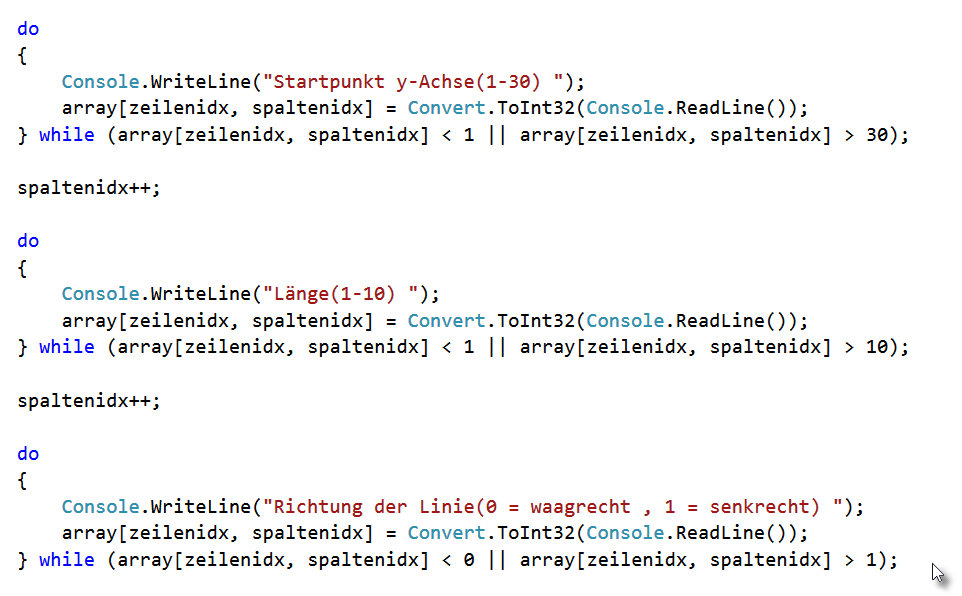 do
{
    Console.WriteLine("Startpunkt y-Achse(1-30) ");
    array[zeilenidx, spaltenidx] = Convert.ToInt32(Console.ReadLine());
} while (array[zeilenidx, spaltenidx] < 1 || array[zeilenidx, spaltenidx] > 30);

spaltenidx++;

do
{
    Console.WriteLine("Länge(1-10) ");
    array[zeilenidx, spaltenidx] = Convert.ToInt32(Console.ReadLine());
} while (array[zeilenidx, spaltenidx] < 1 || array[zeilenidx, spaltenidx] > 10);

spaltenidx++;

do
{
    Console.WriteLine("Richtung der Linie(0 = waagrecht , 1 = senkrecht) ");
    array[zeilenidx, spaltenidx] = Convert.ToInt32(Console.ReadLine());
} while (array[zeilenidx, spaltenidx] < 0 || array[zeilenidx, spaltenidx] > 1);